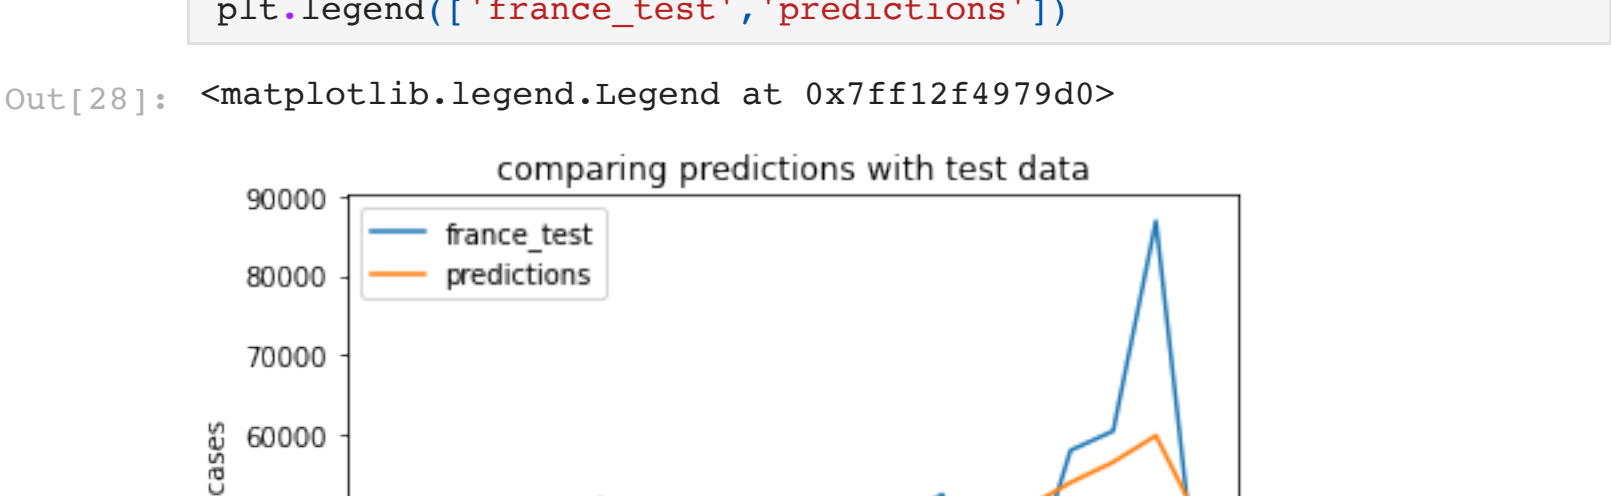 plt.legend(['france_test','predictions'])
Out[28]: <matplotlib.legend.Legend at 0x7ff12f4979d0>
comparing predictions with test data
90000
france_test
predictions
80000
70000
60000
cases